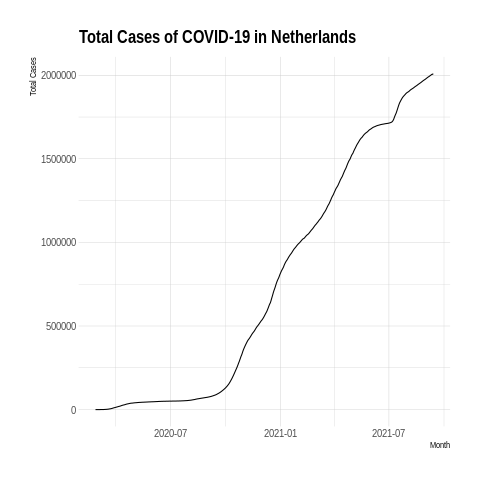 Total Cases of COVID-19 in Netherlands
Total Cases
2000000
1500000
1000000
500000
0
2020-07 2021-01 2021-07
Month